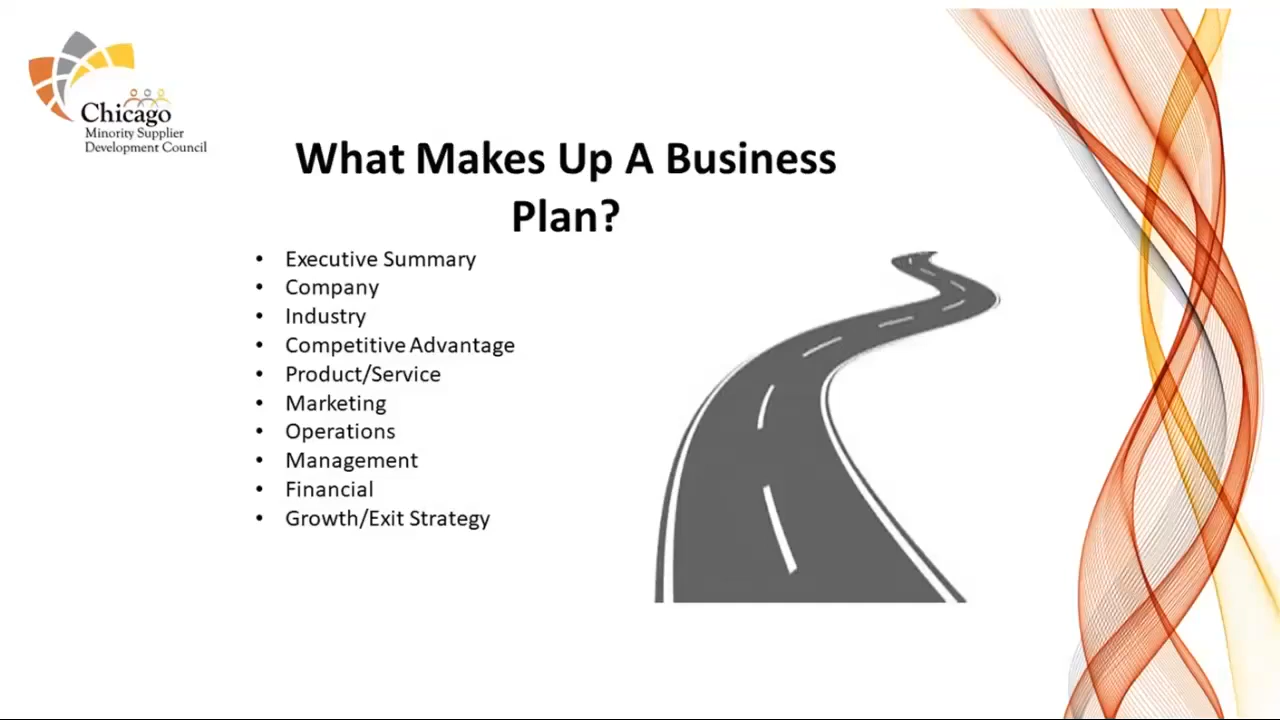 Chicago
Minority Supplier
Development Council
What Makes Up A Business
Plan?
• Executive Summary
• Company
• Industry
• Competitive Advantage
• Product/Service
• Marketing
• Operations
• Management
• Financial
• Growth/Exit Strategy